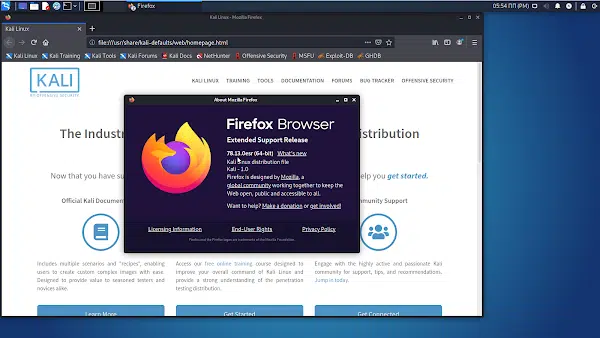 Firefox
05:54 ПП (PM)
Kali Linux - Mozilla Firefox
Kali Linux
file:///usr/share/kali-defaults/web/homepage.html
Kali Linux Kali Training Kali Tools Kali Forums Kali Docs NetHunter Offensive Security MSFU Exploit-DB GHDB
KALI
BY OFFENSIVE SECURITY
KALI LINUX TRAINING TOOLS DOCUMENTATION FORUMS BUG TRACKER OFFENSIVE SECURITY
About Mozilla Firefox
The Indust
distribution
Firefox Browser
Extended Support Release
78.13.0esr (64-bit) What's new
Kali Linux distribution file
Kali - 1.0
Firefox is designed by Mozilla, a
global community working together to keep the
Web open, public and accessible to all.
Want to help? Make a donation or get involved!
Licensing Information End-User Rights Privacy Policy
Mozilla and the Firefox logos are trademarks of the Mozilla Foundation.
Now that you have su
elp you get started.
Official Kali Docume
mmunity Support
Includes multiple scenarios and "recipes", enabling
users to create custom complex images with ease.
Designed to provide value to seasoned testers and
novices alike.
Access our free online training course designed to
improve your overall command of Kali Linux and
provide a strong understanding of the penetration
testing distribution.
Engage with the highly active and passionate Kali
community for support, tips, and recommendations.
Jump in today.
Learn More
Get Started
Get Connected